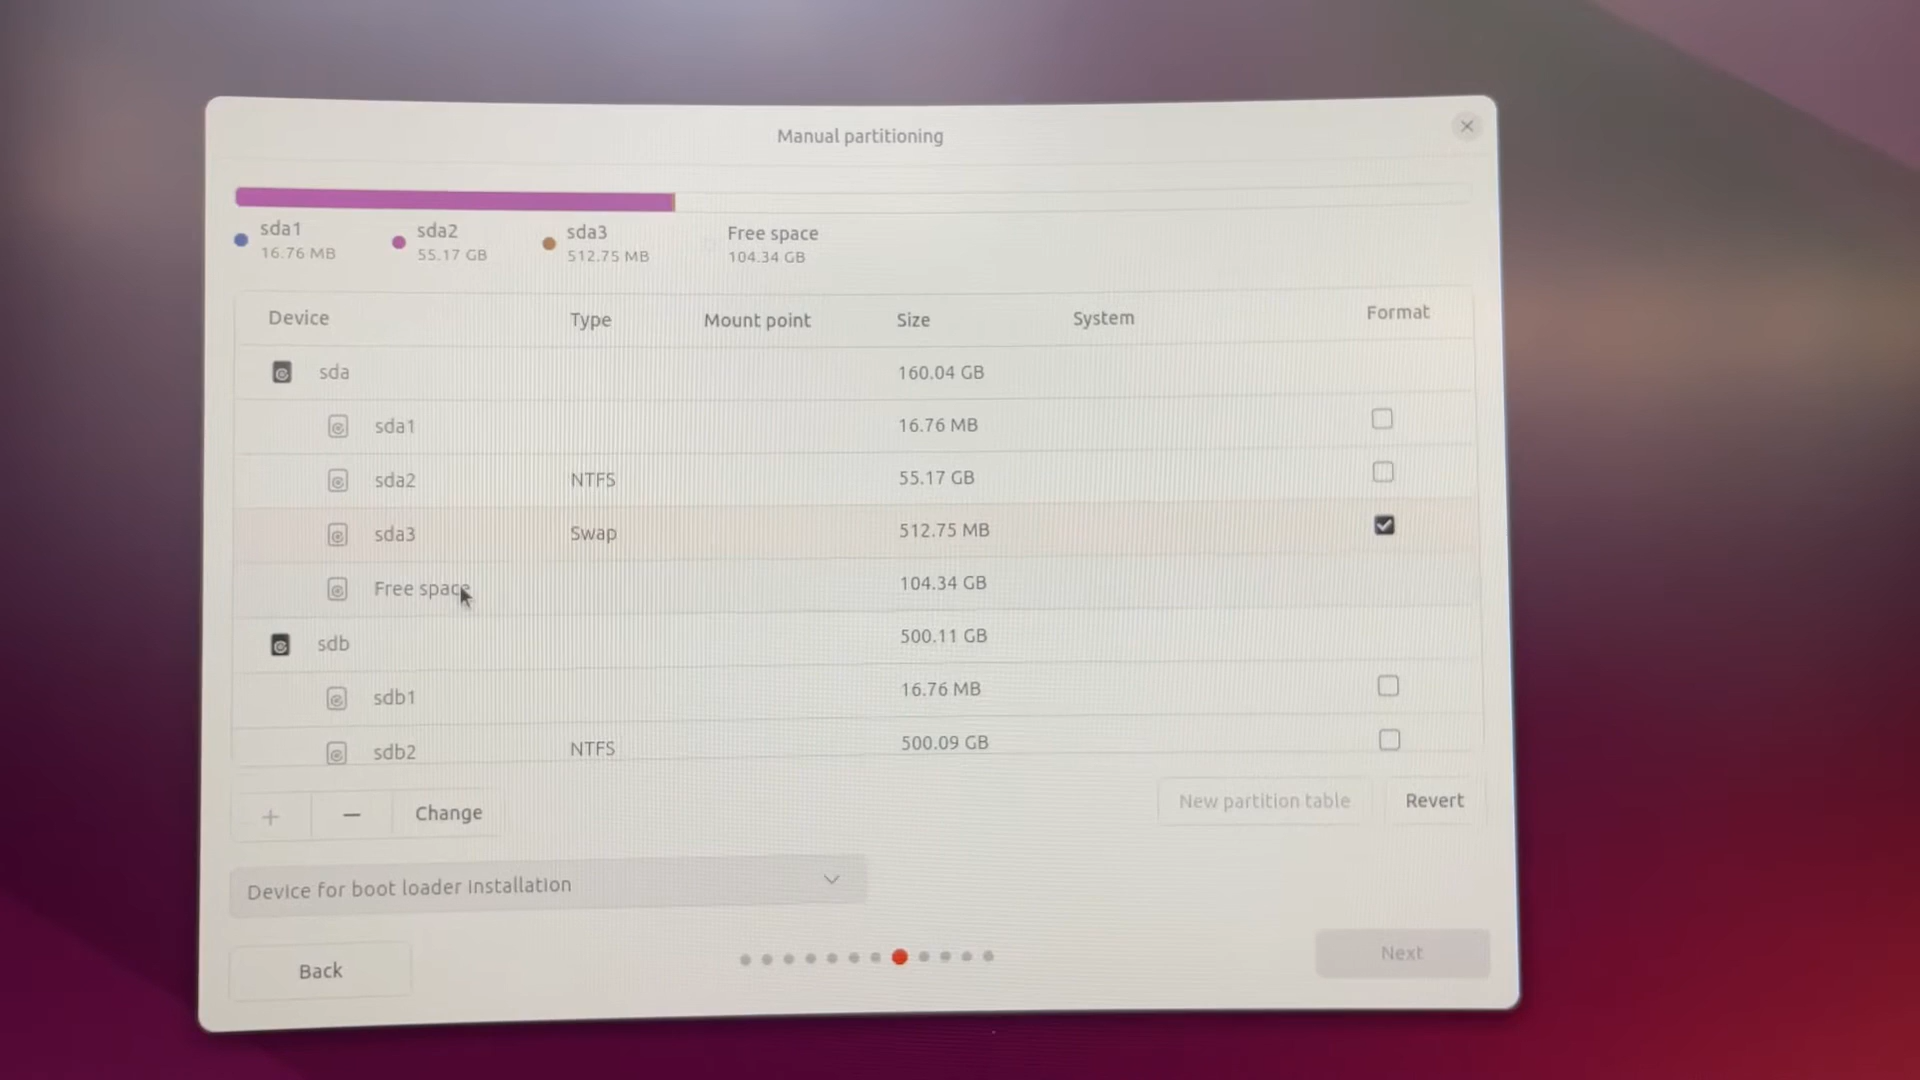 Manual partitioning
sda1
16.76 MB
sda2
55.17 GB
sda3
512.75 MB
Free space
104.34 GB
Device Type Mount point Size System Format
sda 160.04 GB
sda1 16.76 MB
sda2 NTFS 55.17 GB
sda3 Swap 512.75 MB
Free space 104.34 GB
sdb 500.11 GB
sdb1 16.76 MB
sdb2 NTFS 500.09 GB
+ − Change New partition table Revert
Device for boot loader installation
Back Next